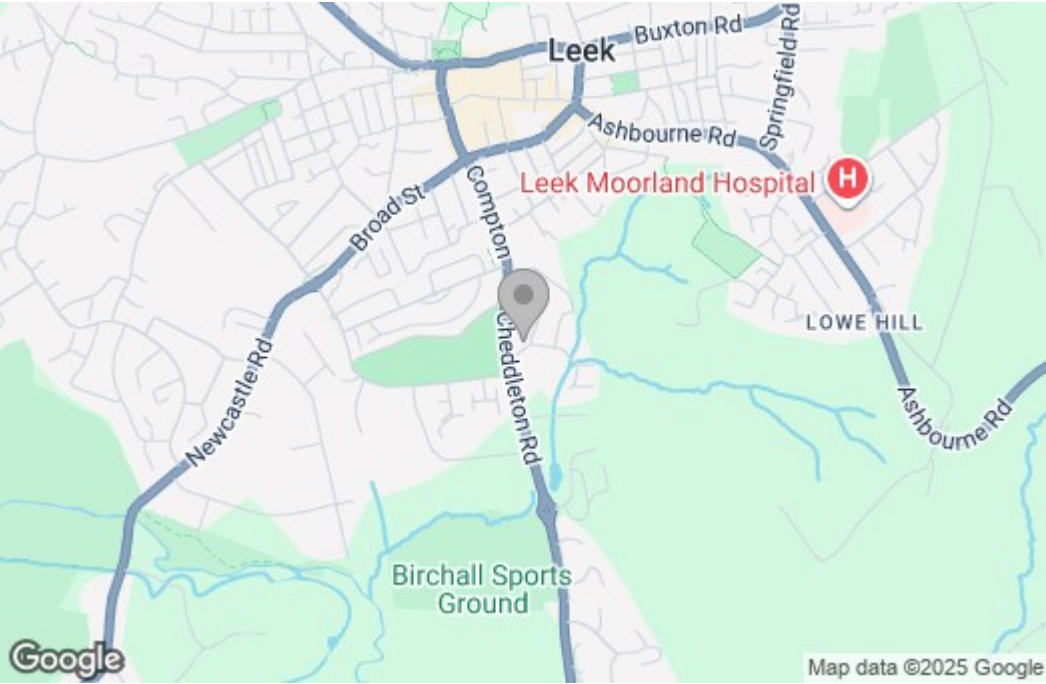 Buxton Rd
Leek
Springfield Rd
Ashbourne Rd
Leek Moorland Hospital
H
Compton
Broad St
LOWE HILL
Cheddleton Rd
Newcastle Rd
Ashbourne Rd
Birchall Sports
Ground
Google
Map data ©2025 Google